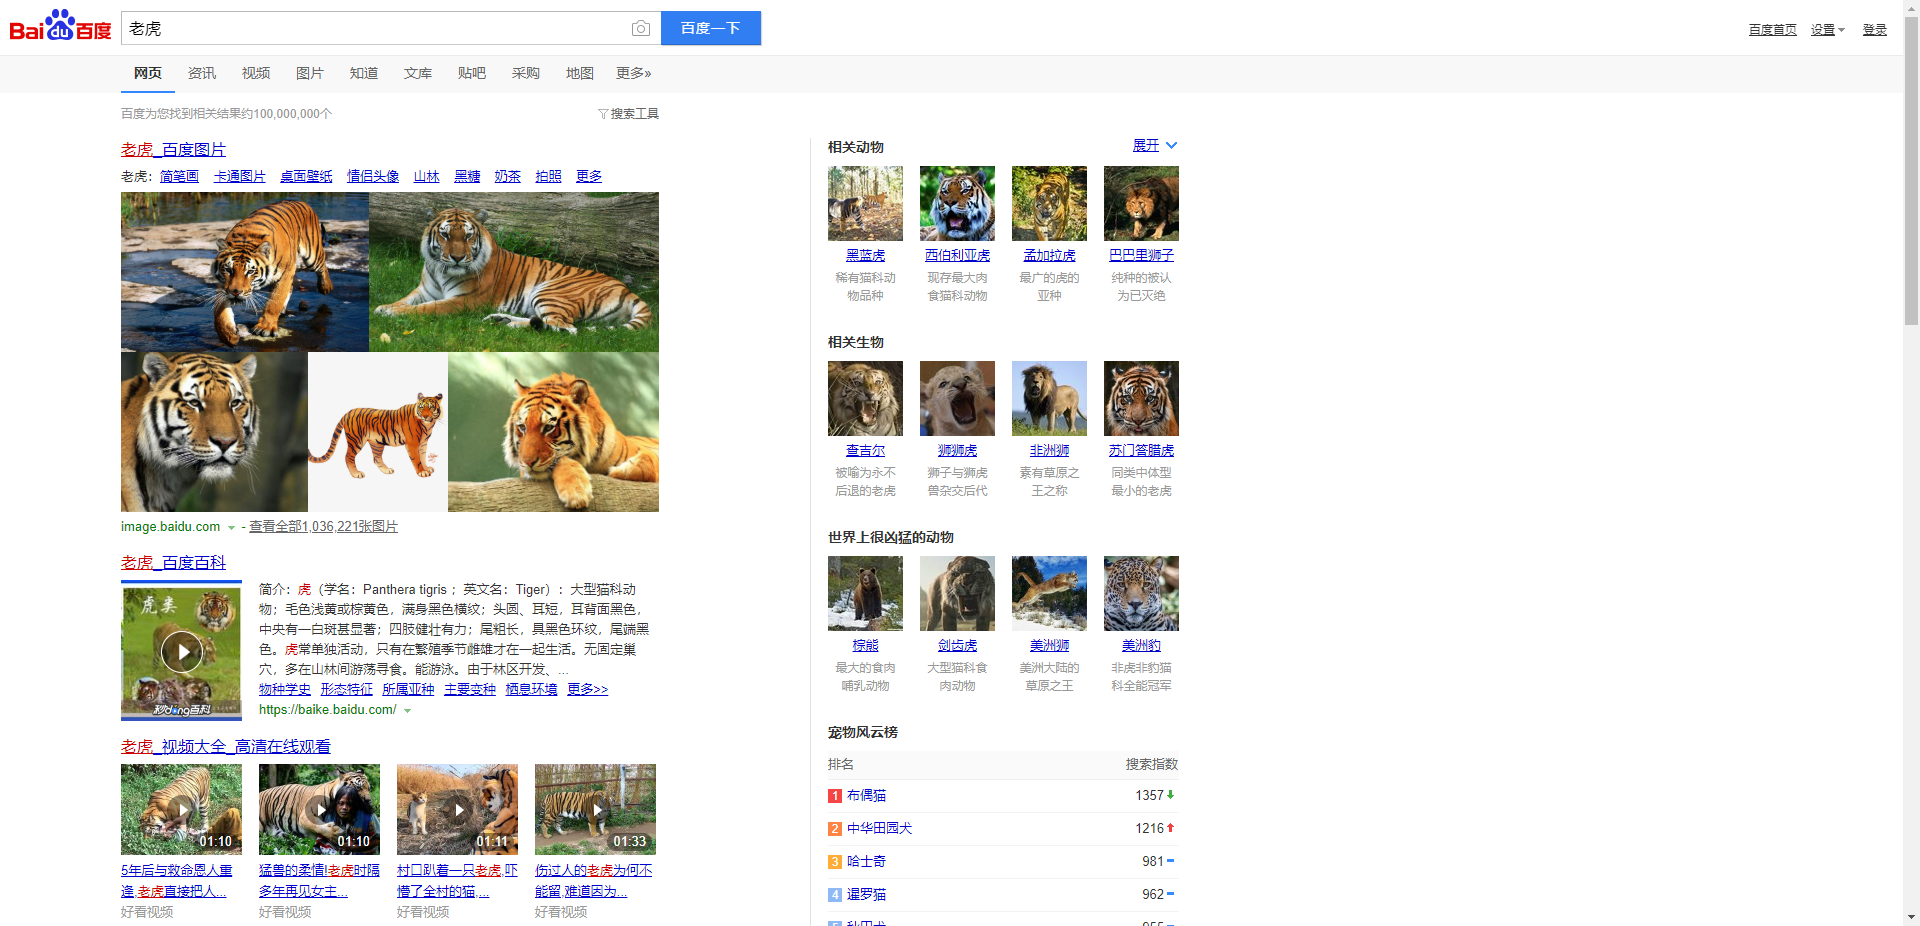 Bai du 百度
老虎
百度一下
百度首页 设置 登录
网页 资讯 视频 图片 知道 文库 贴吧 采购 地图 更多»
百度为您找到相关结果约100,000,000个
搜索工具
老虎_百度图片
老虎: 简笔画 卡通图片 桌面壁纸 情侣头像 山林 黑糖 奶茶 拍照 更多
image.baidu.com - 查看全部1,036,221张图片
老虎_百度百科
虎类
秒dong百科
简介：虎（学名：Panthera tigris ；英文名：Tiger）：大型猫科动
物；毛色浅黄或棕黄色，满身黑色横纹；头圆、耳短，耳背面黑色，
中央有一白斑甚显著；四肢健壮有力；尾粗长，具黑色环纹，尾端黑
色。虎常单独活动，只有在繁殖季节雌雄才在一起生活。无固定巢
穴，多在山林间游荡寻食。能游泳。由于林区开发、...
物种学史 形态特征 所属亚种 主要变种 栖息环境 更多>>
https://baike.baidu.com/
老虎_视频大全_高清在线观看
01:10
01:10
01:11
01:33
5年后与救命恩人重
逢,老虎直接把人...
好看视频
猛兽的柔情!老虎时隔
多年再见女主...
好看视频
村口趴着一只老虎,吓
懵了全村的猫,...
好看视频
伤过人的老虎为何不
能留,难道因为...
好看视频
相关动物
展开
黑蓝虎
稀有猫科动
物品种
西伯利亚虎
现存最大肉
食猫科动物
孟加拉虎
最广的虎的
亚种
巴巴里狮子
纯种的被认
为已灭绝
相关生物
查吉尔
被喻为永不
后退的老虎
狮狮虎
狮子与狮虎
兽杂交后代
非洲狮
素有草原之
王之称
苏门答腊虎
同类中体型
最小的老虎
世界上很凶猛的动物
棕熊
最大的食肉
哺乳动物
剑齿虎
大型猫科食
肉动物
美洲狮
美洲大陆的
草原之王
美洲豹
非虎非豹猫
科全能冠军
宠物风云榜
排名 搜索指数
1 布偶猫 1357
2 中华田园犬 1216
3 哈士奇 981
4 暹罗猫 962